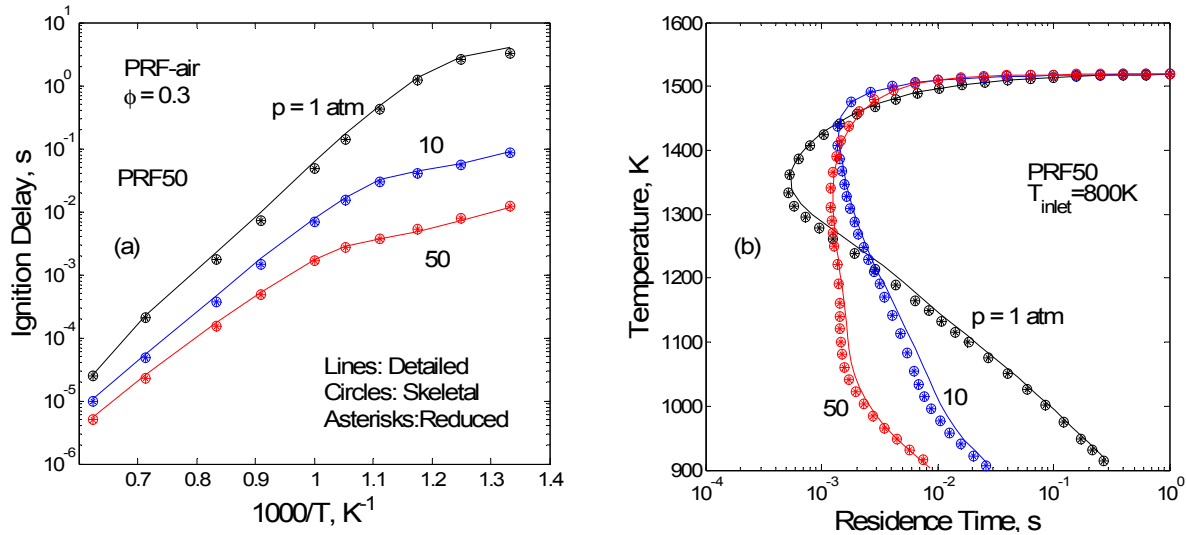 PRF-air
ϕ = 0.3
p = 1 atm
10
PRF50
(a)
50
Lines: Detailed
Circles: Skeletal
Asterisks:Reduced
Ignition Delay, s
10^1
10^0
10^-1
10^-2
10^-3
10^-4
10^-5
10^-6
0.7 0.8 0.9 1 1.1 1.2 1.3 1.4
1000/T, K^-1
Temperature, K
1600
1500
1400
1300
1200
1100
1000
900
PRF50
T_inlet=800K
(b)
p = 1 atm
50
10
10^-4 10^-3 10^-2 10^-1 10^0
Residence Time, s